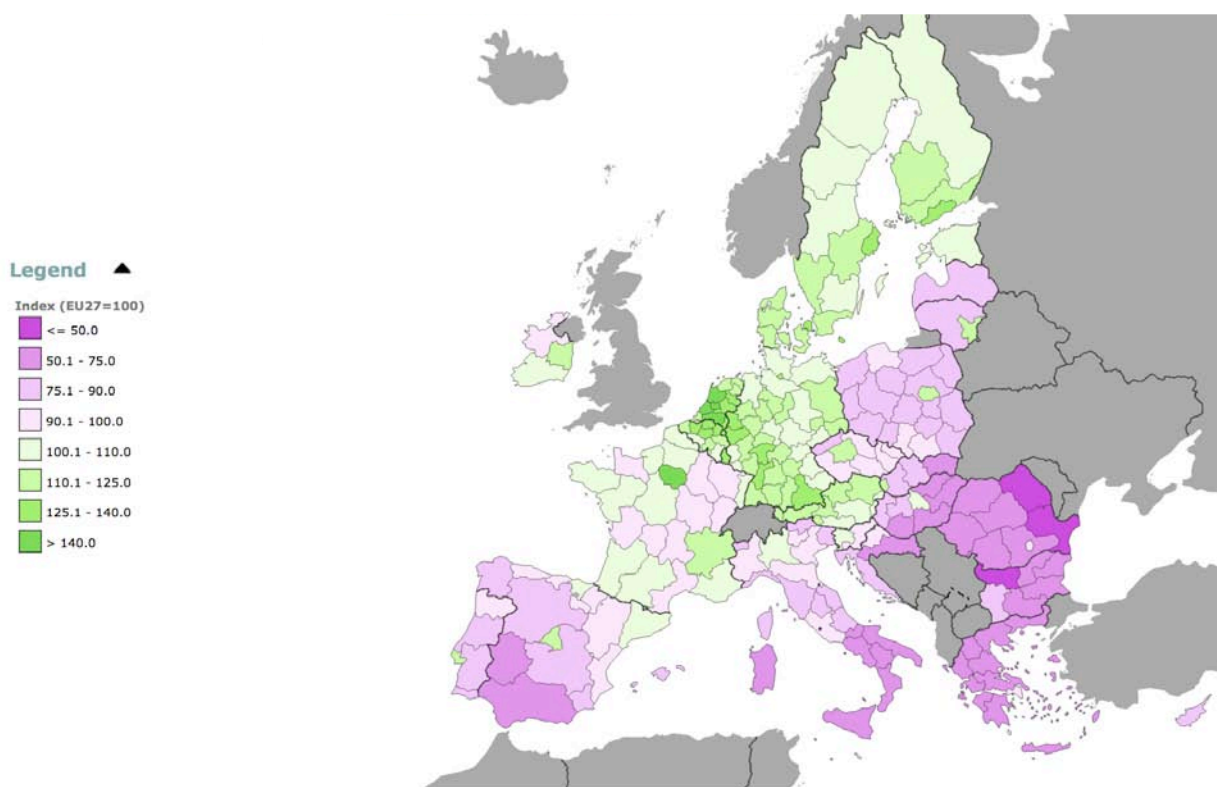 Legend
Index (EU27=100)
<= 50.0
50.1 - 75.0
75.1 - 90.0
90.1 - 100.0
100.1 - 110.0
110.1 - 125.0
125.1 - 140.0
> 140.0